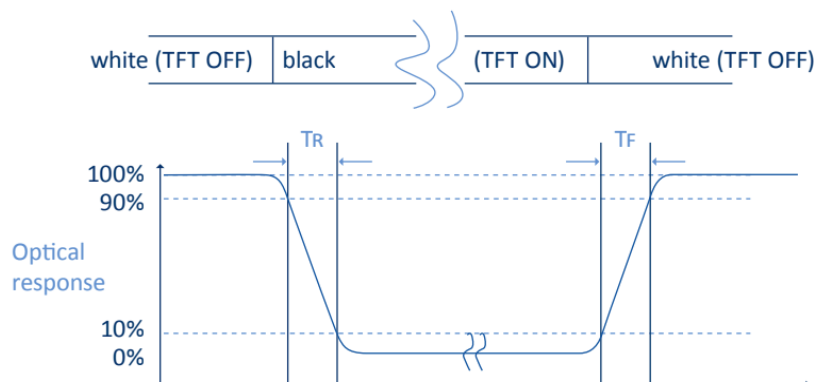 white (TFT OFF) black (TFT ON) white (TFT OFF)
TR TF
100%
90%
Optical
response
10%
0%